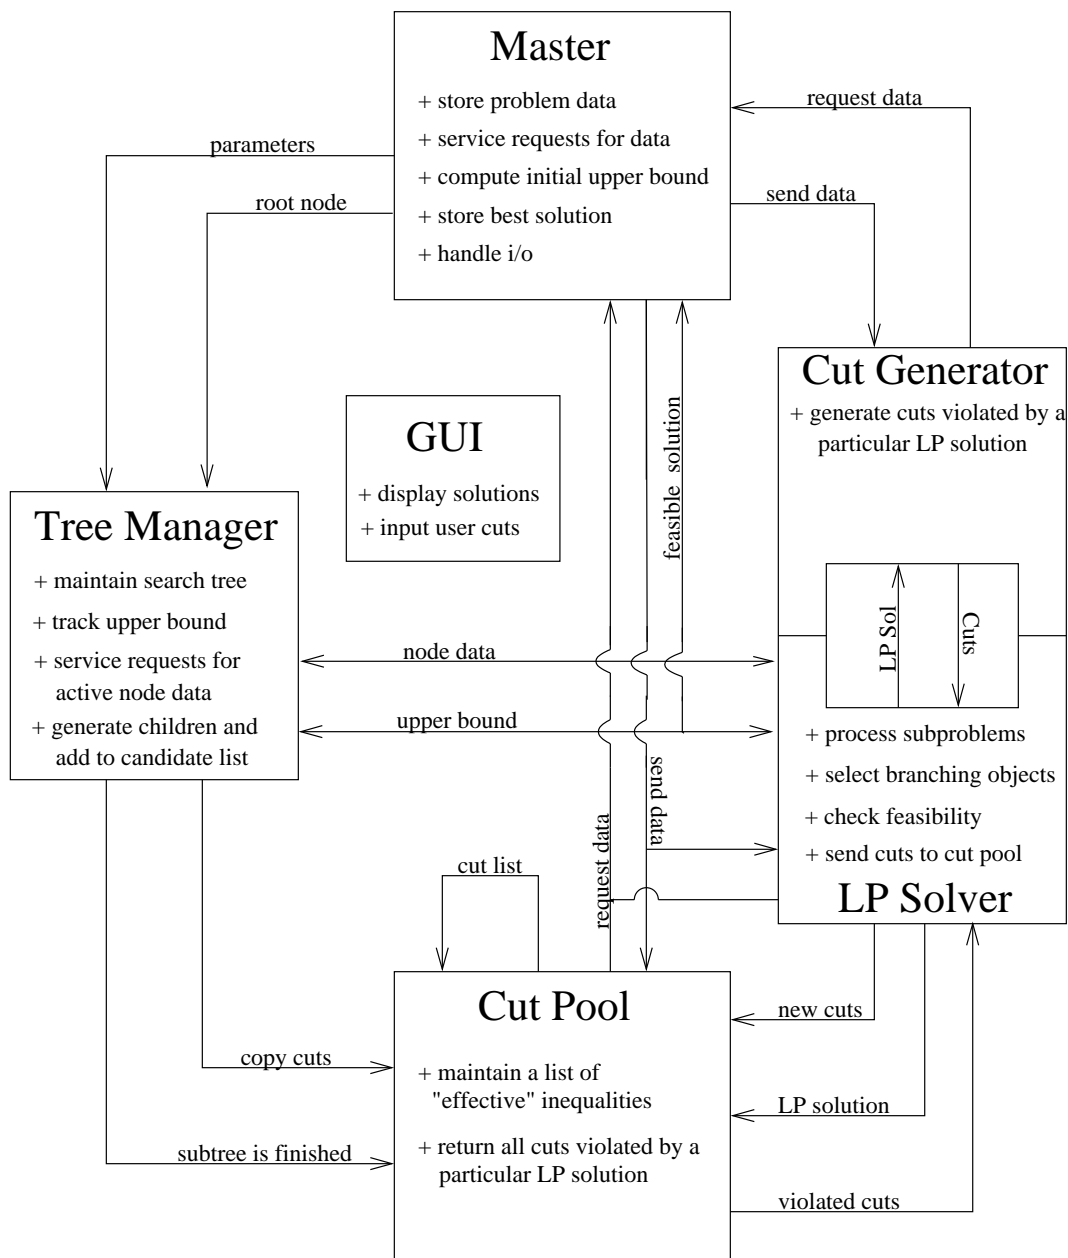 Master
+ store problem data
+ service requests for data
+ compute initial upper bound
+ store best solution
+ handle i/o
request data
parameters
root node
send data
Cut Generator
+ generate cuts violated by a
particular LP solution
GUI
+ display solutions
+ input user cuts
feasible solution
Tree Manager
+ maintain search tree
+ track upper bound
+ service requests for
active node data
+ generate children and
add to candidate list
LP Sol
Cuts
node data
upper bound
+ process subproblems
+ select branching objects
+ check feasibility
+ send cuts to cut pool
LP Solver
send data
request data
cut list
Cut Pool
+ maintain a list of
"effective" inequalities
+ return all cuts violated by a
particular LP solution
new cuts
copy cuts
LP solution
subtree is finished
violated cuts